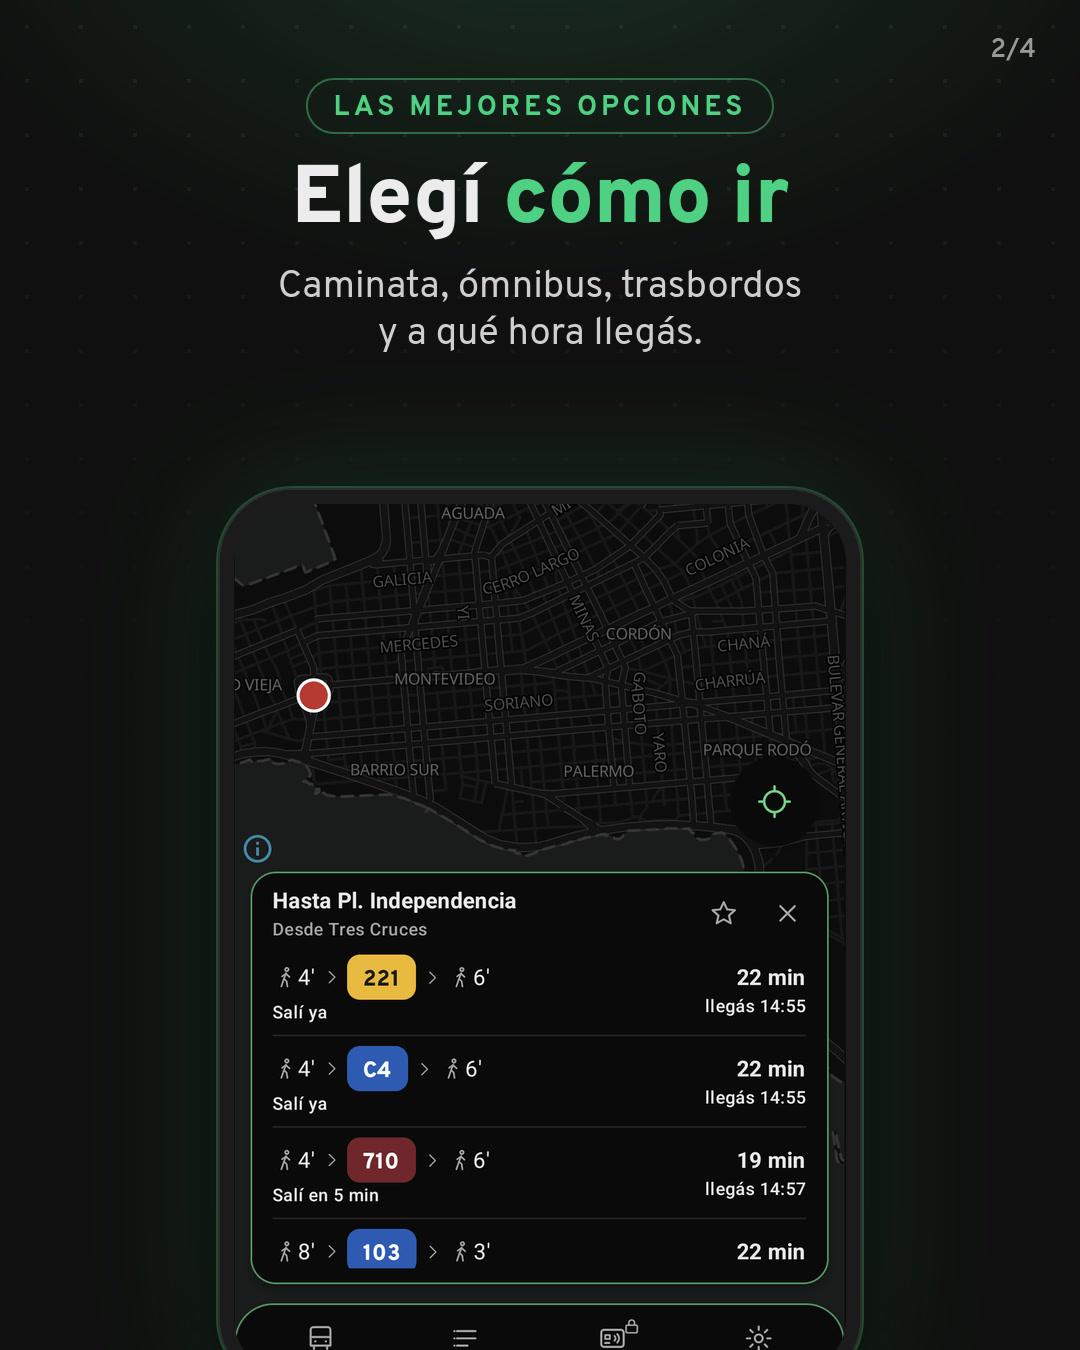 2/4
LAS MEJORES OPCIONES
Elegí cómo ir
Caminata, ómnibus, trasbordos
y a qué hora llegás.
AGUADA
GALICIA
CERRO LARGO
COLONIA
YI
MINAS
CORDÓN
MERCEDES
CHANÁ
MONTEVIDEO
CHARRÚA
VIEJA
SORIANO
GABOTO
YARO
BULEVAR GENERAL
PARQUE RODÓ
BARRIO SUR
PALERMO
Hasta Pl. Independencia
Desde Tres Cruces
4' > 221 > 6' 22 min
Salí ya llegás 14:55
4' > C4 > 6' 22 min
Salí ya llegás 14:55
4' > 710 > 6' 19 min
Salí en 5 min llegás 14:57
8' > 103 > 3' 22 min